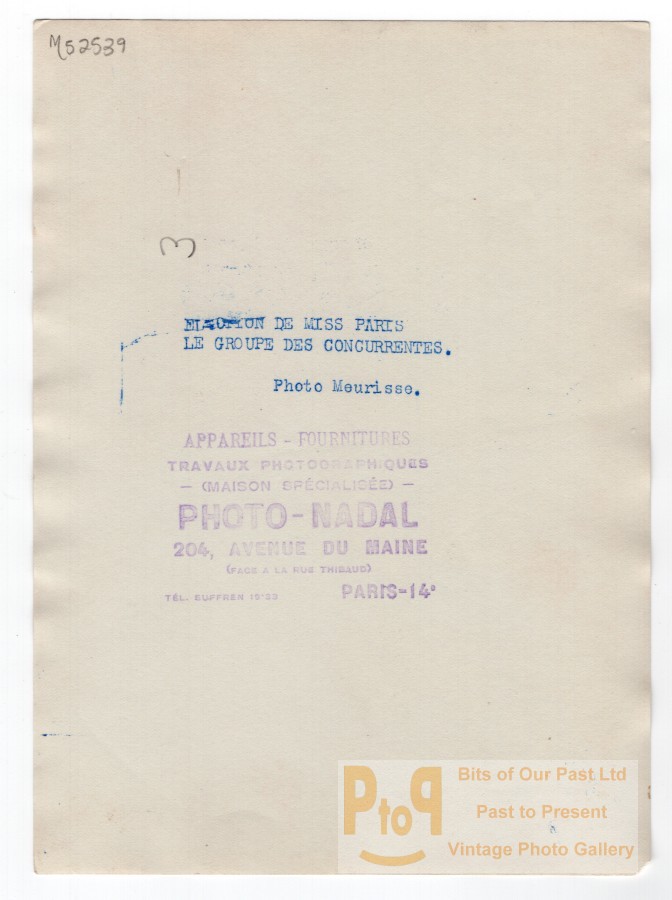 M52539
3
ELECTION DE MISS PARIS
LE GROUPE DES CONCURRENTES.
Photo Meurisse.
APPAREILS - FOURNITURES
TRAVAUX PHOTOGRAPHIQUES
- (MAISON SPÉCIALISÉE) -
PHOTO-NADAL
204, AVENUE DU MAINE
(FACE A LA RUE THIBAUD)
TÉL. SUFFREN PARIS-14e
PtoP
Bits of Our Past Ltd
Past to Present
Vintage Photo Gallery